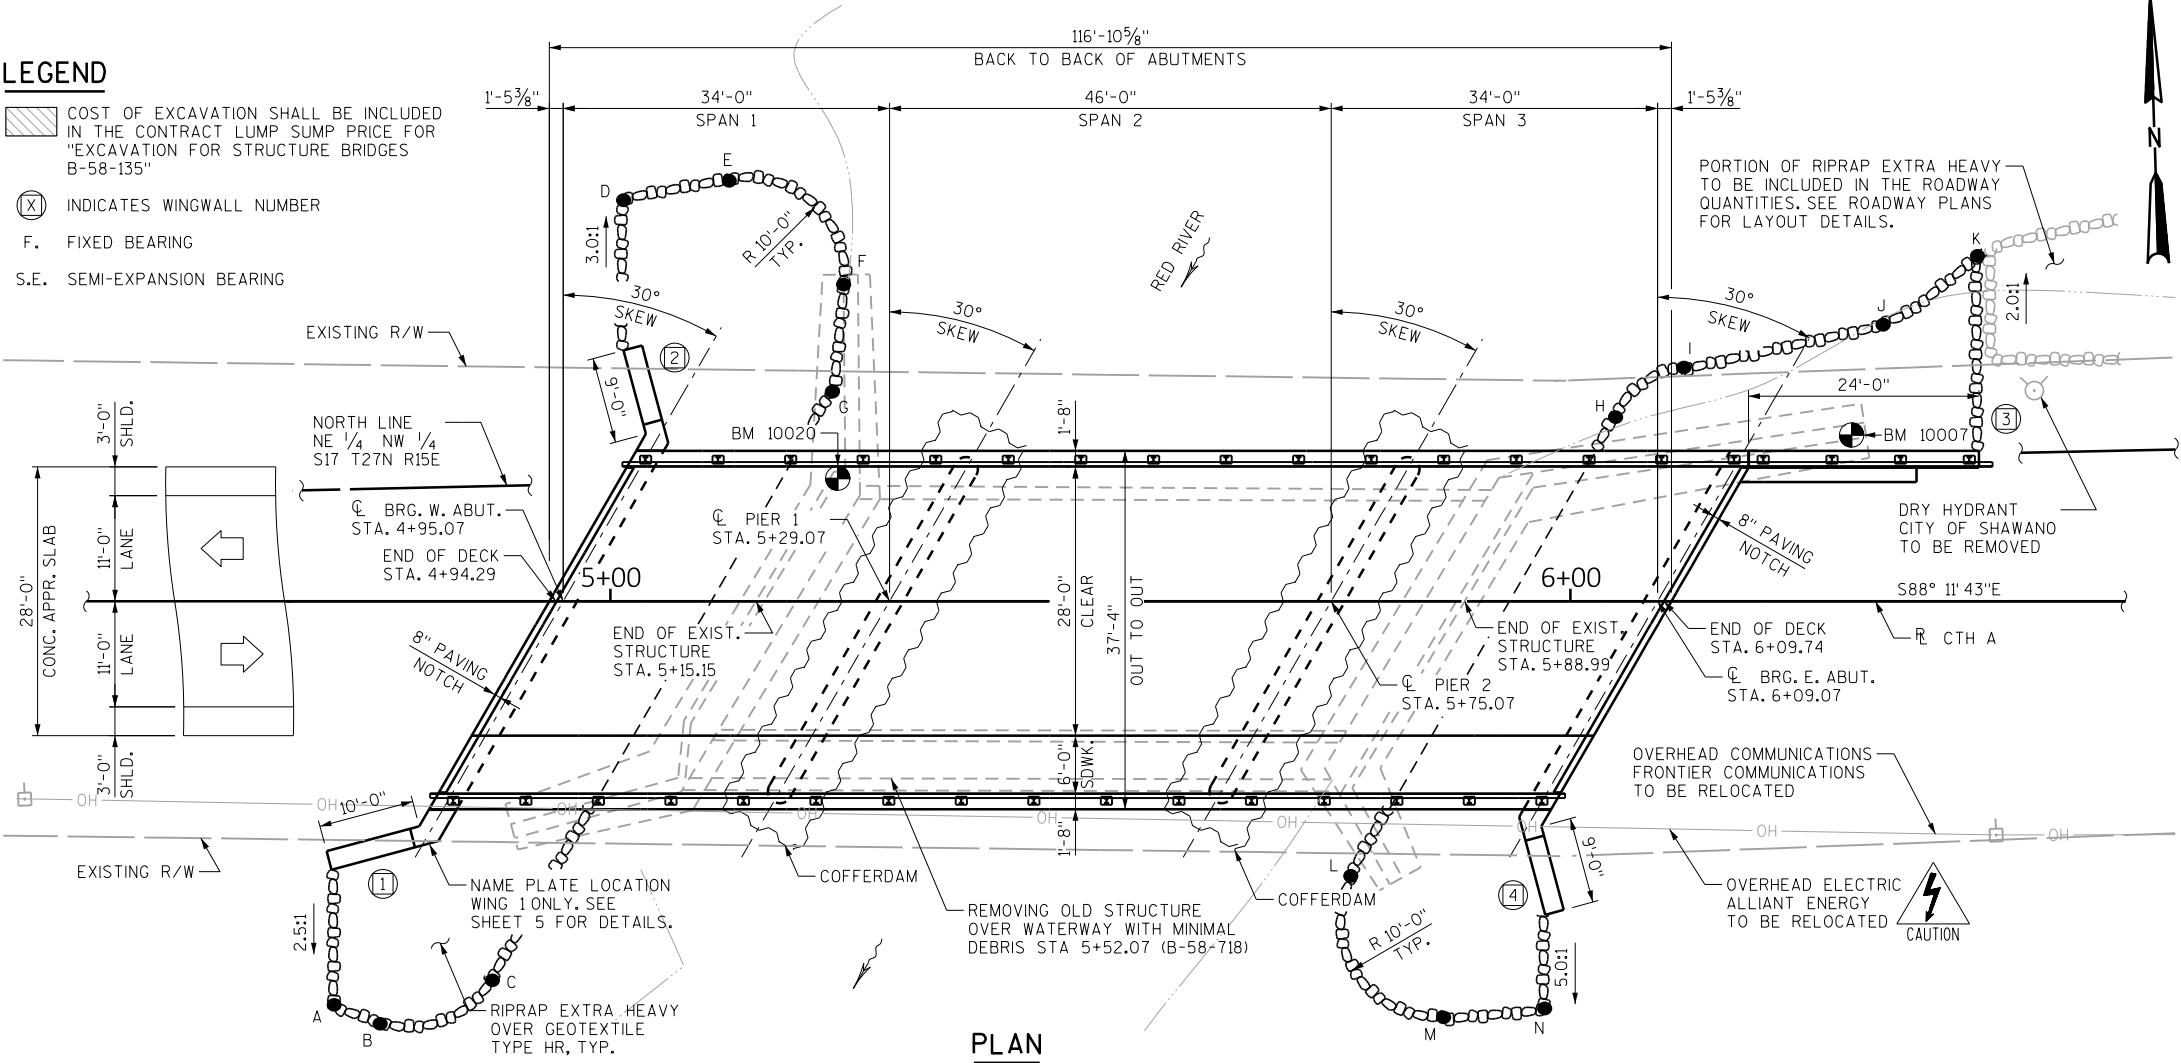 LEGEND
COST OF EXCAVATION SHALL BE INCLUDED
IN THE CONTRACT LUMP SUMP PRICE FOR
"EXCAVATION FOR STRUCTURE BRIDGES
B-58-135"
X INDICATES WINGWALL NUMBER
F. FIXED BEARING
S.E. SEMI-EXPANSION BEARING
116'-10⅝"
BACK TO BACK OF ABUTMENTS
1'-5⅜"
34'-0"
SPAN 1
46'-0"
SPAN 2
34'-0"
SPAN 3
1'-5⅜"
N
PORTION OF RIPRAP EXTRA HEAVY
TO BE INCLUDED IN THE ROADWAY
QUANTITIES. SEE ROADWAY PLANS
FOR LAYOUT DETAILS.
D
E
F
G
3.0:1
R 10'-0"
TYP.
RED RIVER
30°
SKEW
30°
SKEW
30°
SKEW
30°
SKEW
H
I
J
K
2.0:1
EXISTING R/W
2
9'-0"
24'-0"
3
3'-0"
SHLD.
NORTH LINE
NE ¼ NW ¼
S17 T27N R15E
BM 10020
1'-8"
BM 10007
℄ BRG. W. ABUT.
STA. 4+95.07
END OF DECK
STA. 4+94.29
℄ PIER 1
STA. 5+29.07
8" PAVING
NOTCH
DRY HYDRANT
CITY OF SHAWANO
TO BE REMOVED
28'-0"
CONC. APPR. SLAB
11'-0"
LANE
11'-0"
LANE
3'-0"
SHLD.
5+00
6+00
S88° 11' 43"E
28'-0"
CLEAR
37'-4"
OUT TO OUT
8" PAVING
NOTCH
END OF EXIST.
STRUCTURE
STA. 5+15.15
END OF EXIST.
STRUCTURE
STA. 5+88.99
END OF DECK
STA. 6+09.74
RL CTH A
℄ PIER 2
STA. 5+75.07
℄ BRG. E. ABUT.
STA. 6+09.07
6'-0"
SDWK.
OVERHEAD COMMUNICATIONS
FRONTIER COMMUNICATIONS
TO BE RELOCATED
OH
OH
OH
OH
OH
OH
OH
OH
OH
10'-0"
1'-8"
EXISTING R/W
1
NAME PLATE LOCATION
WING 1 ONLY. SEE
SHEET 5 FOR DETAILS.
COFFERDAM
COFFERDAM
L
4
9'-0"
OVERHEAD ELECTRIC
ALLIANT ENERGY
TO BE RELOCATED
CAUTION
REMOVING OLD STRUCTURE
OVER WATERWAY WITH MINIMAL
DEBRIS STA 5+52.07 (B-58-718)
2.5:1
R 10'-0"
TYP.
5.0:1
A
B
C
RIPRAP EXTRA HEAVY
OVER GEOTEXTILE
TYPE HR, TYP.
M
N
PLAN